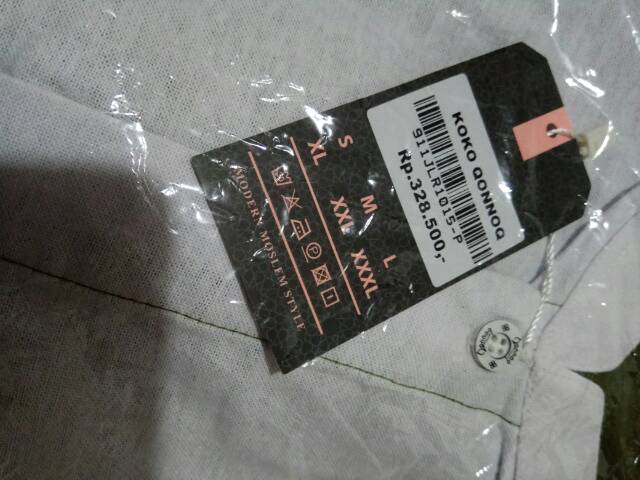 KOKO QONNOQ
911JLR1015-P
Rp.328.500,-
S M L
XL XXL XXXL
MODERN MOSLEM STYLE